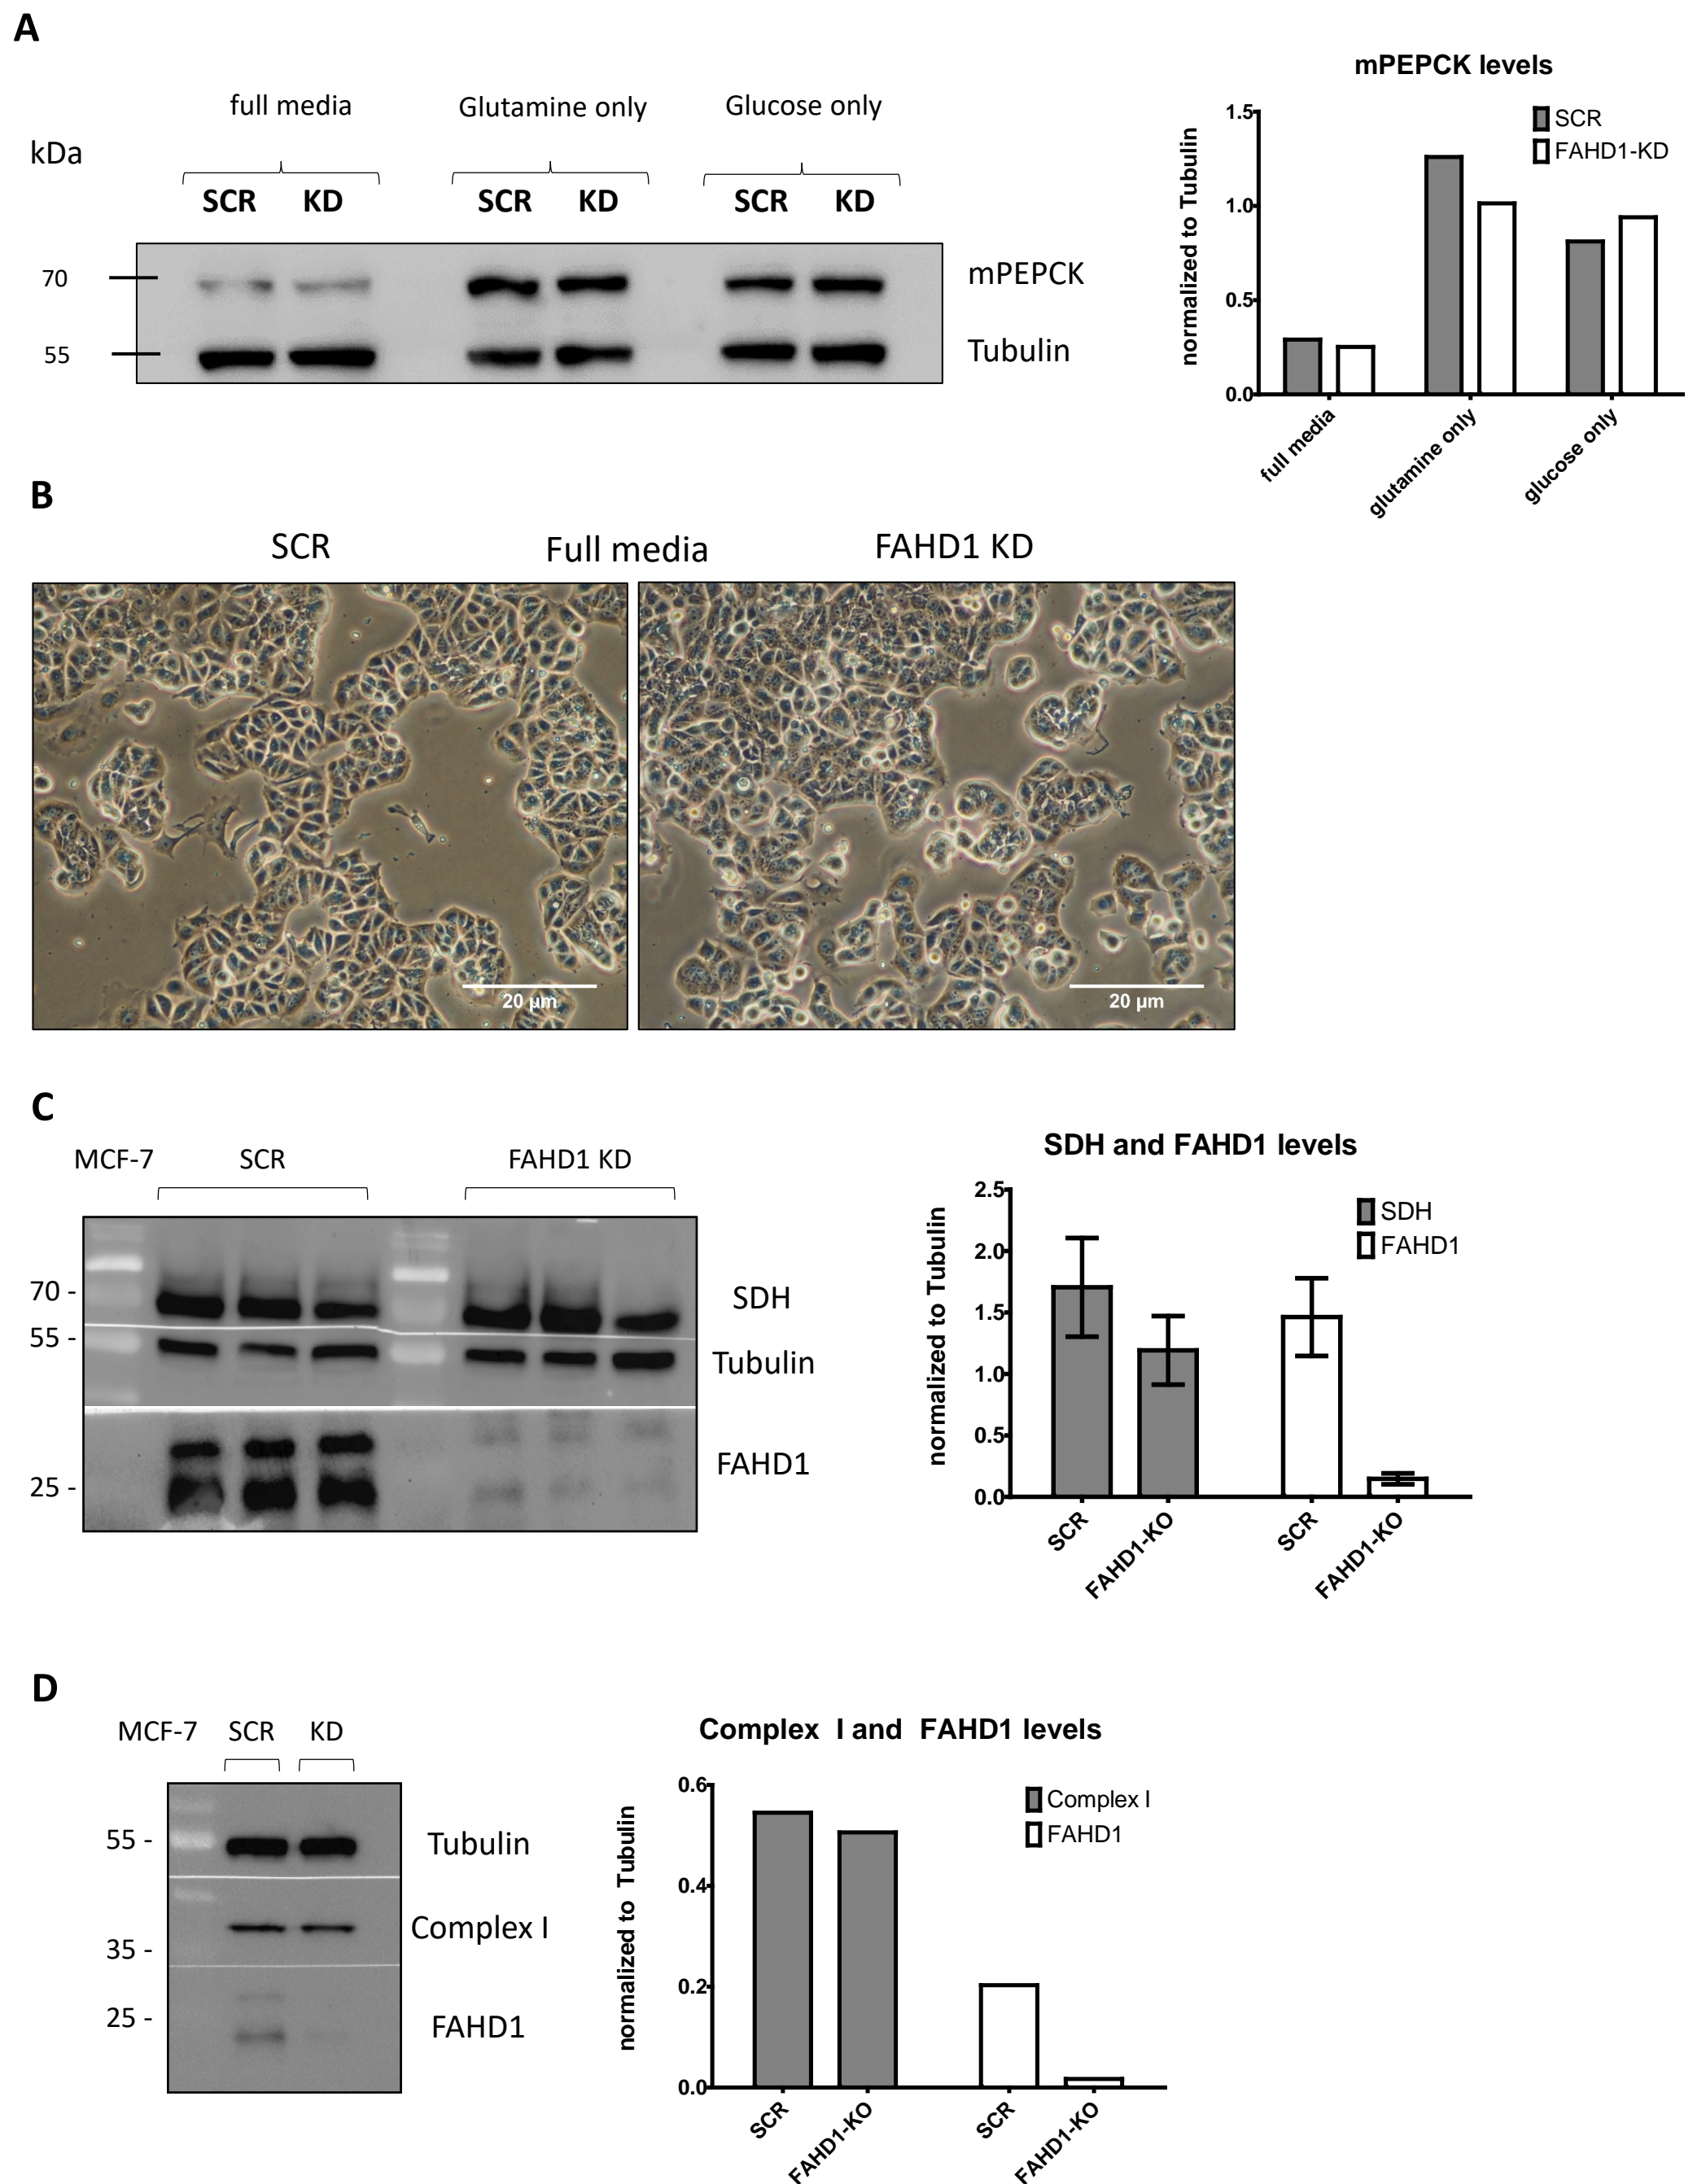 A
full media
Glutamine only
Glucose only
kDa
SCR KD
SCR KD
SCR KD
70
55
mPEPCK
Tubulin
mPEPCK levels
normalized to Tubulin
1.5
1.0
0.5
0.0
SCR
FAHD1-KD
full media
glutamine only
glucose only
B
SCR
Full media
FAHD1 KD
20 μm
20 μm
C
MCF-7
SCR
FAHD1 KD
70 -
55 -
25 -
SDH
Tubulin
FAHD1
SDH and FAHD1 levels
normalized to Tubulin
2.5
2.0
1.5
1.0
0.5
0.0
SDH
FAHD1
SCR
FAHD1-KO
SCR
FAHD1-KO
D
MCF-7
SCR
KD
55 -
35 -
25 -
Tubulin
Complex I
FAHD1
Complex I and FAHD1 levels
normalized to Tubulin
0.6
0.4
0.2
0.0
Complex I
FAHD1
SCR
FAHD1-KO
SCR
FAHD1-KO